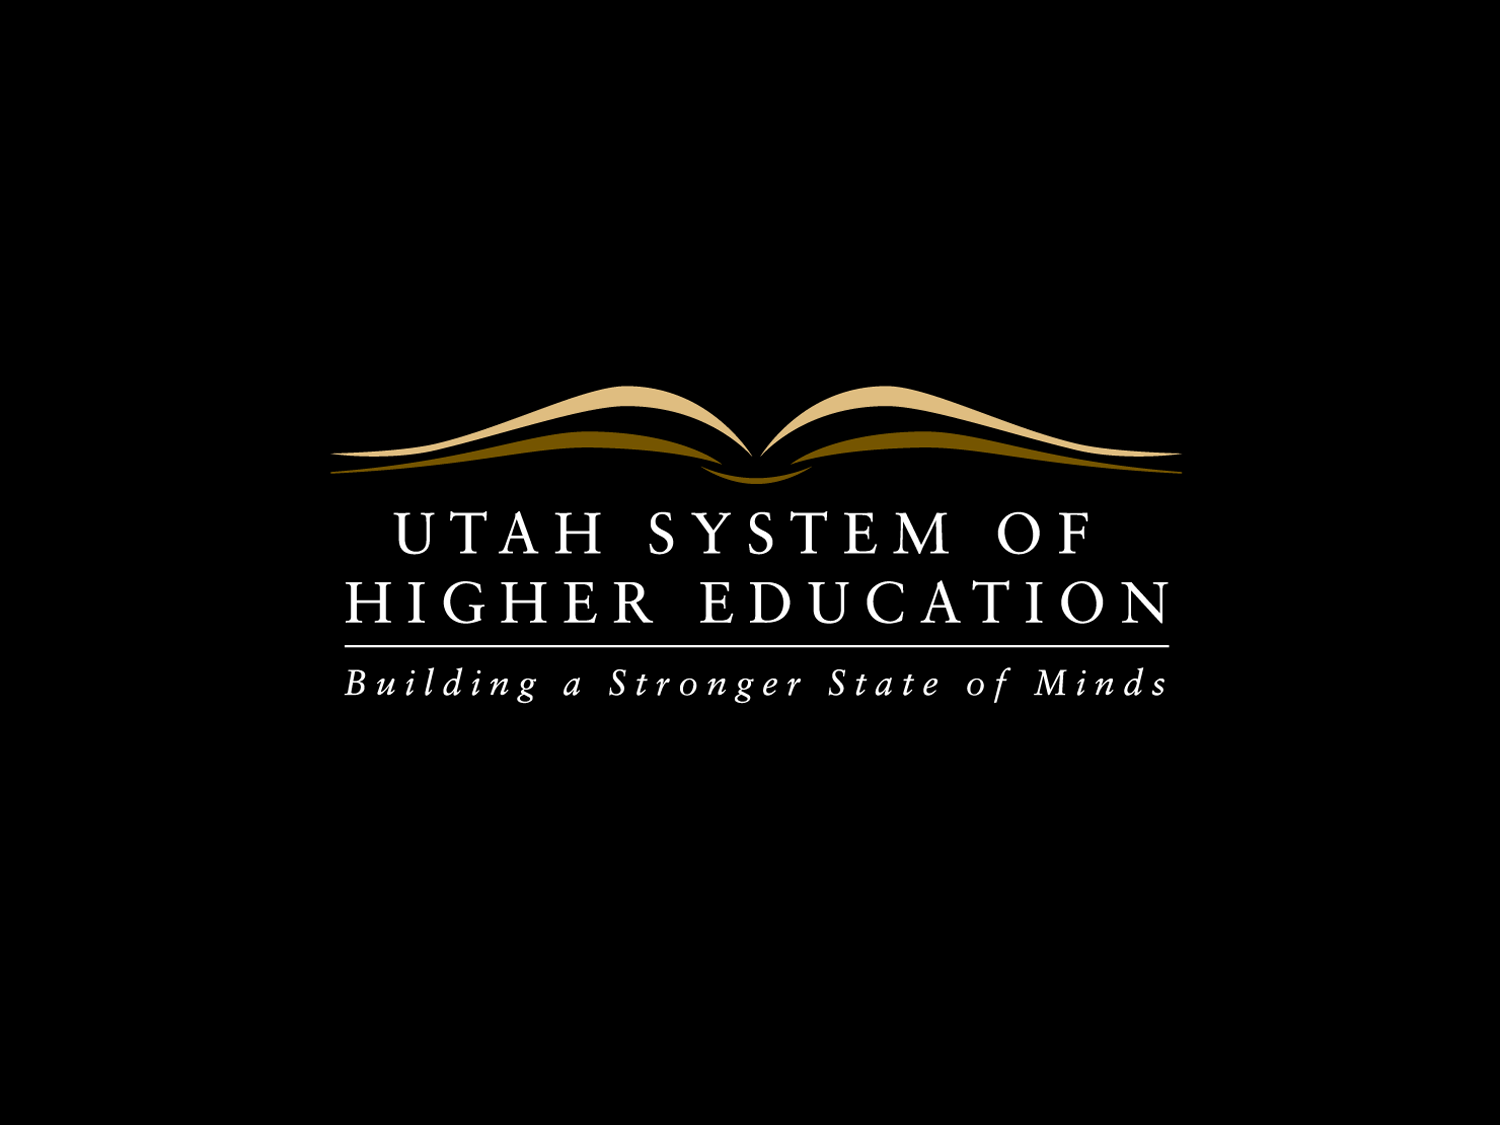 UTAH SYSTEM OF
HIGHER EDUCATION
Building a Stronger State of Minds